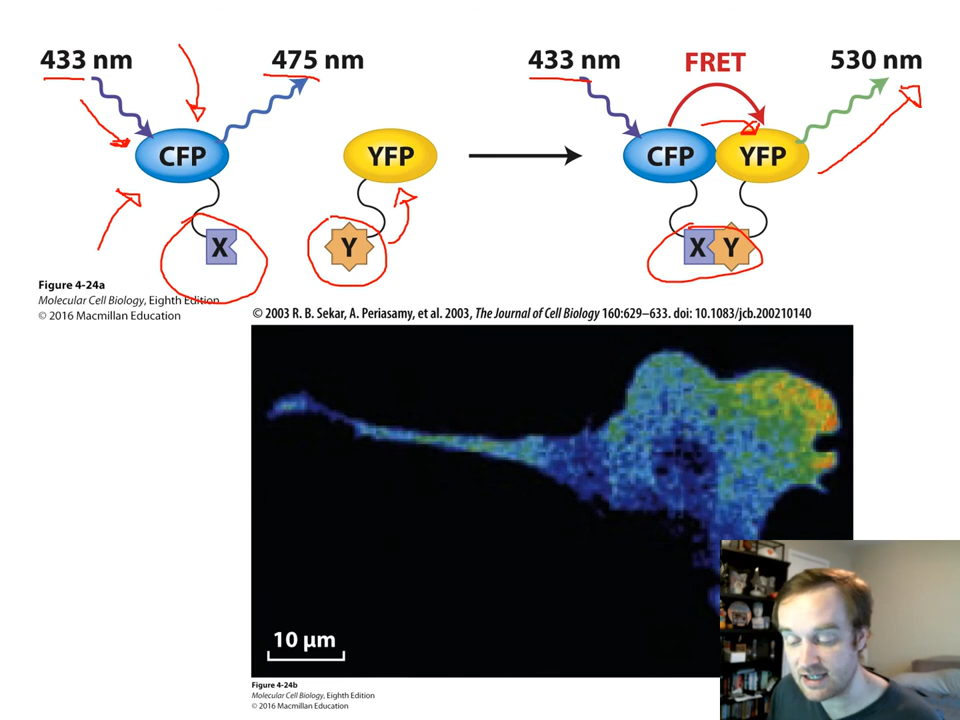 433 nm
475 nm
433 nm
FRET
530 nm
CFP
YFP
CFP
YFP
X
Y
X
Y
Figure 4-24a
Molecular Cell Biology, Eighth Edition
© 2016 Macmillan Education
© 2003 R. B. Sekar, A. Periasamy, et al. 2003, The Journal of Cell Biology 160:629–633. doi: 10.1083/jcb.200210140
10 µm
Figure 4-24b
Molecular Cell Biology, Eighth Edition
© 2016 Macmillan Education